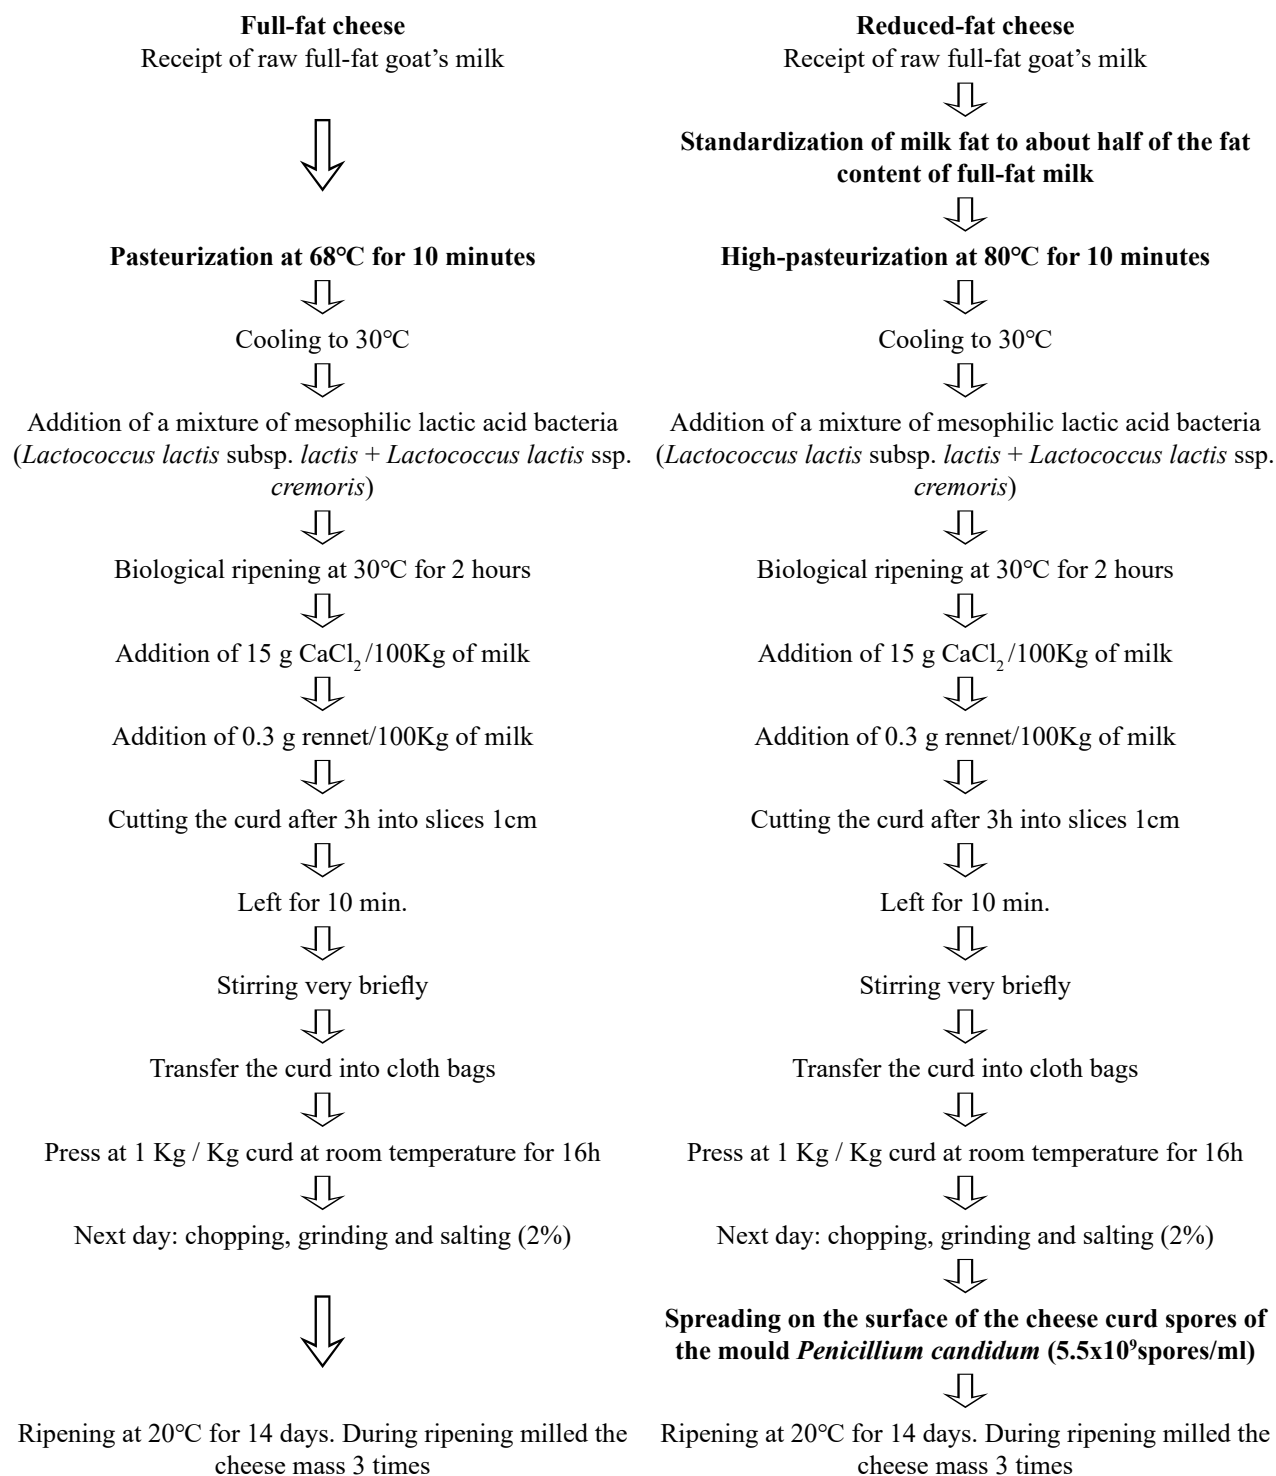 Full-fat cheese
Receipt of raw full-fat goat's milk
Pasteurization at 68°C for 10 minutes
Cooling to 30°C
Addition of a mixture of mesophilic lactic acid bacteria
(Lactococcus lactis subsp. lactis + Lactococcus lactis ssp.
cremoris)
Biological ripening at 30°C for 2 hours
Addition of 15 g CaCl₂/100Kg of milk
Addition of 0.3 g rennet/100Kg of milk
Cutting the curd after 3h into slices 1cm
Left for 10 min.
Stirring very briefly
Transfer the curd into cloth bags
Press at 1 Kg / Kg curd at room temperature for 16h
Next day: chopping, grinding and salting (2%)
Ripening at 20°C for 14 days. During ripening milled the
cheese mass 3 times
Reduced-fat cheese
Receipt of raw full-fat goat's milk
Standardization of milk fat to about half of the fat
content of full-fat milk
High-pasteurization at 80°C for 10 minutes
Cooling to 30°C
Addition of a mixture of mesophilic lactic acid bacteria
(Lactococcus lactis subsp. lactis + Lactococcus lactis ssp.
cremoris)
Biological ripening at 30°C for 2 hours
Addition of 15 g CaCl₂/100Kg of milk
Addition of 0.3 g rennet/100Kg of milk
Cutting the curd after 3h into slices 1cm
Left for 10 min.
Stirring very briefly
Transfer the curd into cloth bags
Press at 1 Kg / Kg curd at room temperature for 16h
Next day: chopping, grinding and salting (2%)
Spreading on the surface of the cheese curd spores of
the mould Penicillium candidum (5.5x10⁹spores/ml)
Ripening at 20°C for 14 days. During ripening milled the
cheese mass 3 times